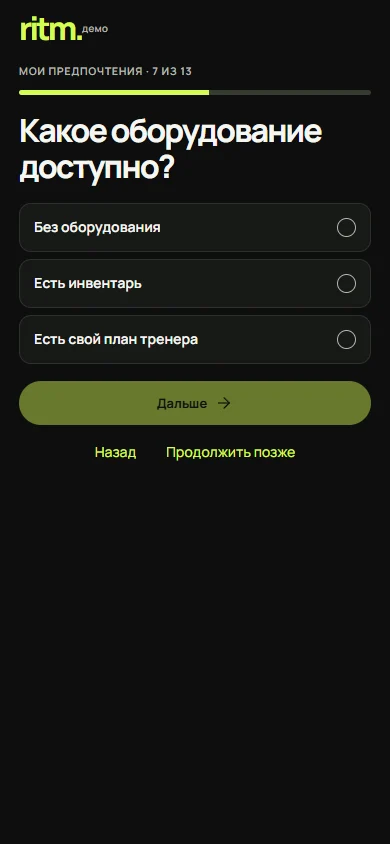 ritm. демо
МОИ ПРЕДПОЧТЕНИЯ · 7 ИЗ 13
Какое оборудование
доступно?
Без оборудования
Есть инвентарь
Есть свой план тренера
Дальше →
Назад Продолжить позже